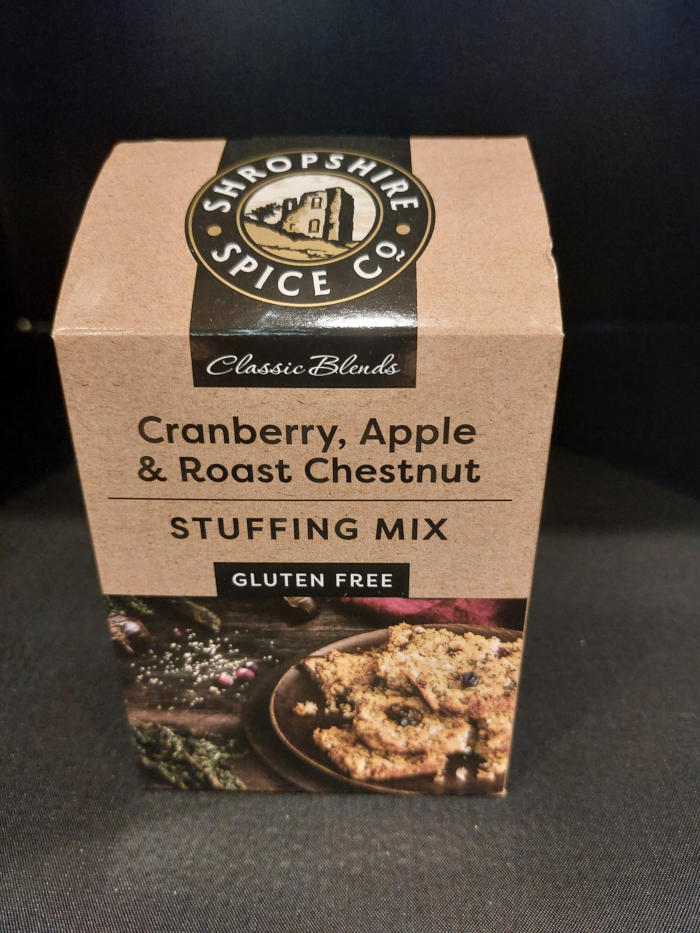 SHROPSHIRE
SPICE Co.
Classic Blends
Cranberry, Apple
& Roast Chestnut
STUFFING MIX
GLUTEN FREE